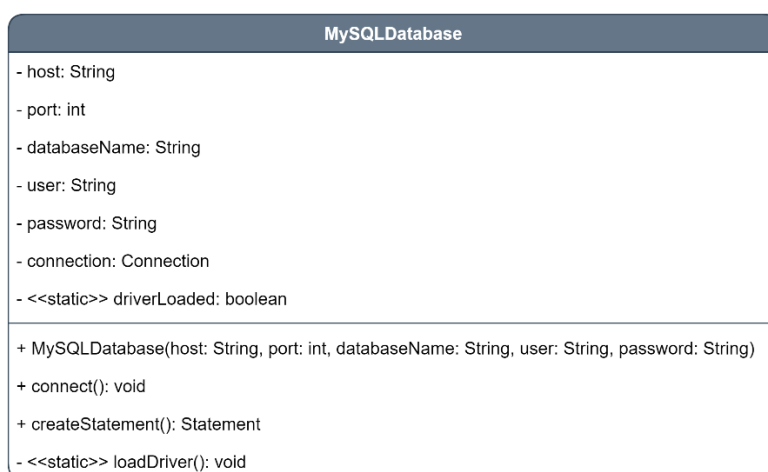 MySQLDatabase
- host: String
- port: int
- databaseName: String
- user: String
- password: String
- connection: Connection
- <<static>> driverLoaded: boolean
+ MySQLDatabase(host: String, port: int, databaseName: String, user: String, password: String)
+ connect(): void
+ createStatement(): Statement
- <<static>> loadDriver(): void